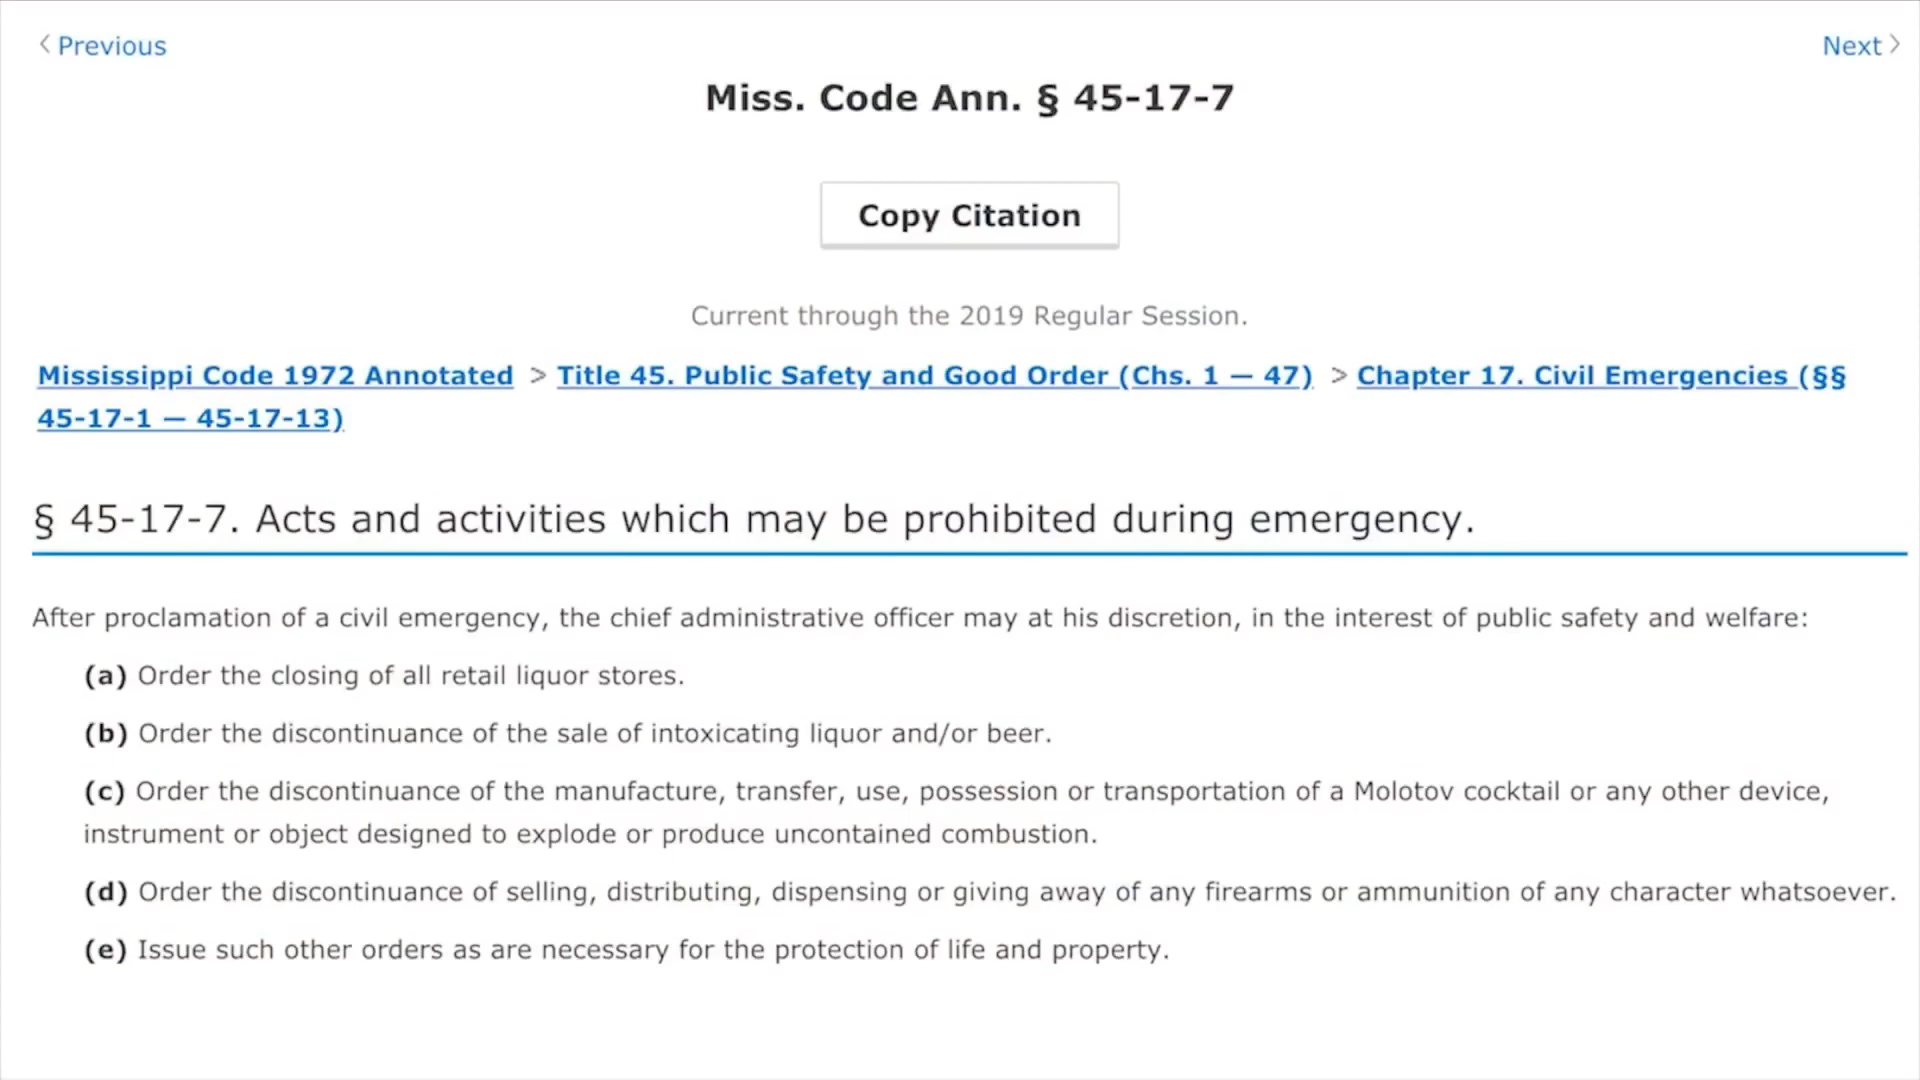 Previous
Next
Miss. Code Ann. § 45-17-7
Copy Citation
Current through the 2019 Regular Session.
Mississippi Code 1972 Annotated > Title 45. Public Safety and Good Order (Chs. 1 — 47) > Chapter 17. Civil Emergencies (§§
45-17-1 — 45-17-13)
§ 45-17-7. Acts and activities which may be prohibited during emergency.
After proclamation of a civil emergency, the chief administrative officer may at his discretion, in the interest of public safety and welfare:
(a) Order the closing of all retail liquor stores.
(b) Order the discontinuance of the sale of intoxicating liquor and/or beer.
(c) Order the discontinuance of the manufacture, transfer, use, possession or transportation of a Molotov cocktail or any other device,
instrument or object designed to explode or produce uncontained combustion.
(d) Order the discontinuance of selling, distributing, dispensing or giving away of any firearms or ammunition of any character whatsoever.
(e) Issue such other orders as are necessary for the protection of life and property.